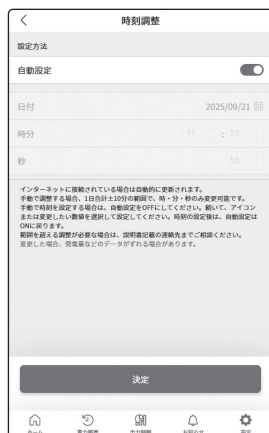 時刻調整
設定方法
自動設定
日付 2025/09/21
時分 11 : 23
秒 55
インターネットに接続されている場合は自動的に更新されます。
手動で調整する場合、1日合計±10分の範囲で、時・分・秒のみ変更可能です。
手動で時刻を設定する場合は、自動設定をOFFにしてください。続いて、アイコン
または変更したい数値を選択して設定してください。時刻の設定後は、自動設定は
ONに戻ります。
範囲を超える調整が必要な場合は、説明書記載の連絡先までご相談ください。
変更した場合、発電量などのデータがずれる場合が
あります。
決定
ホーム お知らせ 設定